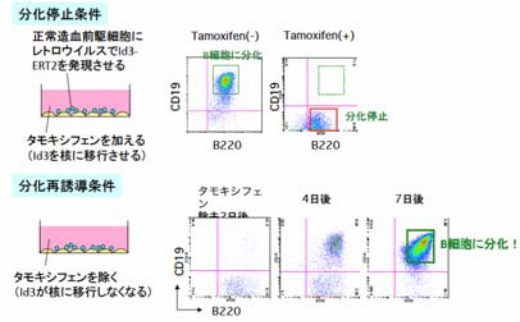 分化停止条件
正常造血前駆細胞に
レトロウイルスでId3-
ERT2を発現させる
タモキシフェンを加える
(Id3を核に移行させる)
Tamoxifen(-)
B細胞に分化
CD19
B220
Tamoxifen(+)
CD19
分化停止
B220
分化再誘導条件
タモキシフェンを除く
(Id3が核に移行しなくなる)
タモキシフェ
ン
除去2日後
4日後
7日後
CD19
B220
B細胞に分化!